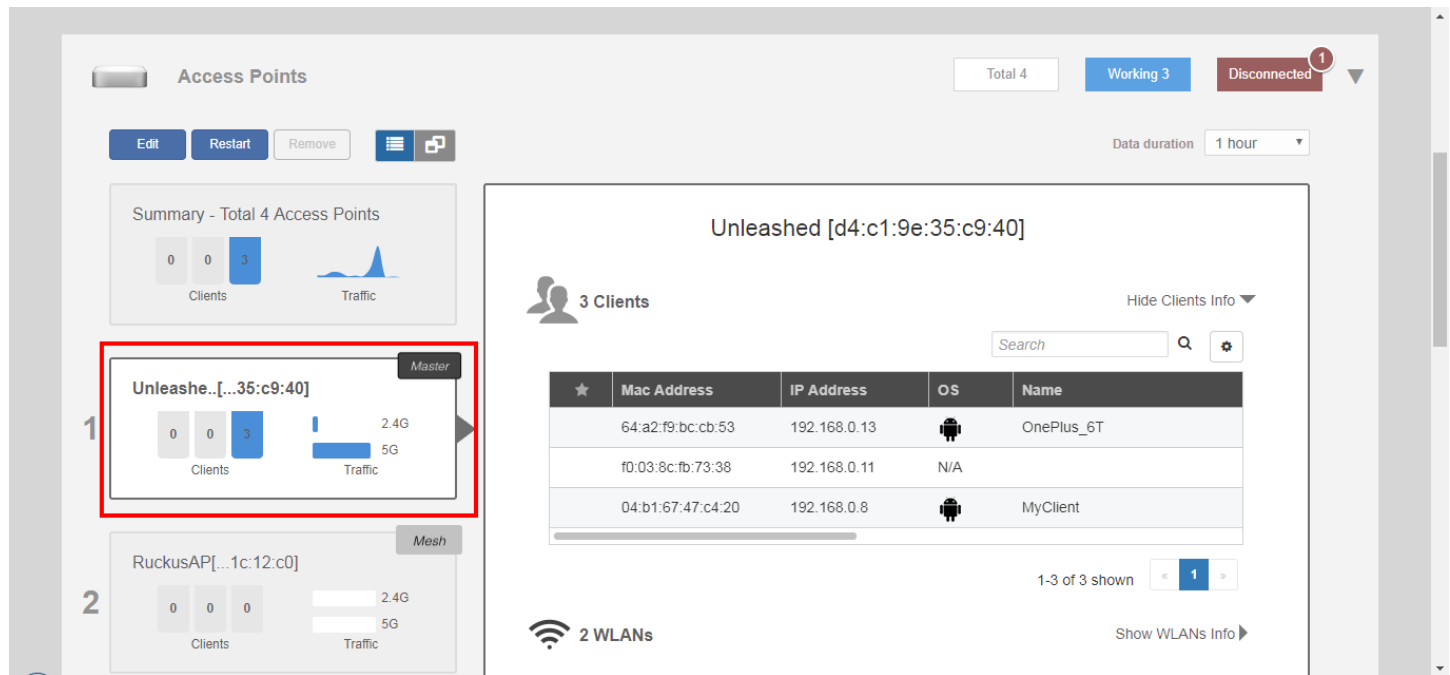 Access Points
Total 4
Working 3
Disconnected
1
Edit
Restart
Remove
Data duration
1 hour
Summary - Total 4 Access Points
0 0 3
Clients
Traffic
Unleashed [d4:c1:9e:35:c9:40]
3 Clients
Hide Clients Info
Search
Master
1
Unleashe..[...35:c9:40]
0 0 3
2.4G
5G
Clients
Traffic
Mac Address IP Address OS Name
64:a2:f9:bc:cb:53 192.168.0.13 OnePlus_6T
f0:03:8c:fb:73:38 192.168.0.11 N/A
04:b1:67:47:c4:20 192.168.0.8 MyClient
1-3 of 3 shown
« 1 »
Mesh
2
RuckusAP[...1c:12:c0]
0 0 0
2.4G
5G
Clients
Traffic
2 WLANs
Show WLANs Info